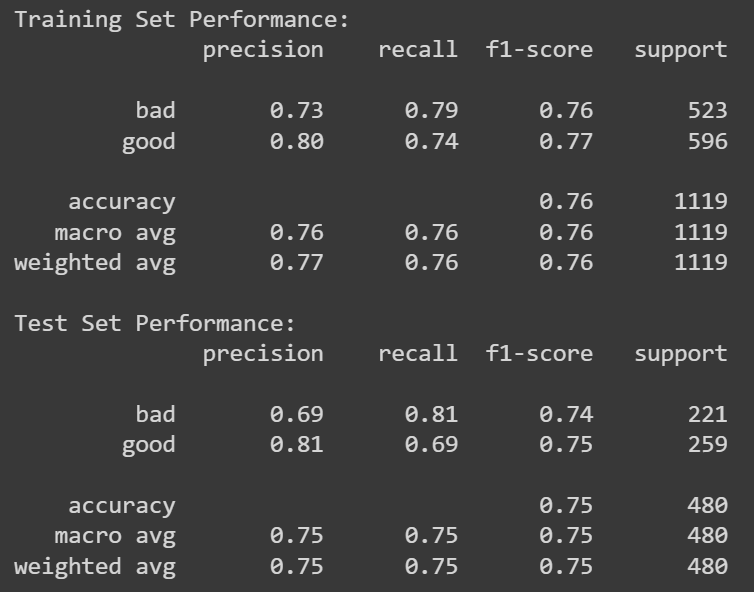 Training Set Performance:
precision recall f1-score support
bad 0.73 0.79 0.76 523
good 0.80 0.74 0.77 596
accuracy 0.76 1119
macro avg 0.76 0.76 0.76 1119
weighted avg 0.77 0.76 0.76 1119
Test Set Performance:
precision recall f1-score support
bad 0.69 0.81 0.74 221
good 0.81 0.69 0.75 259
accuracy 0.75 480
macro avg 0.75 0.75 0.75 480
weighted avg 0.75 0.75 0.75 480